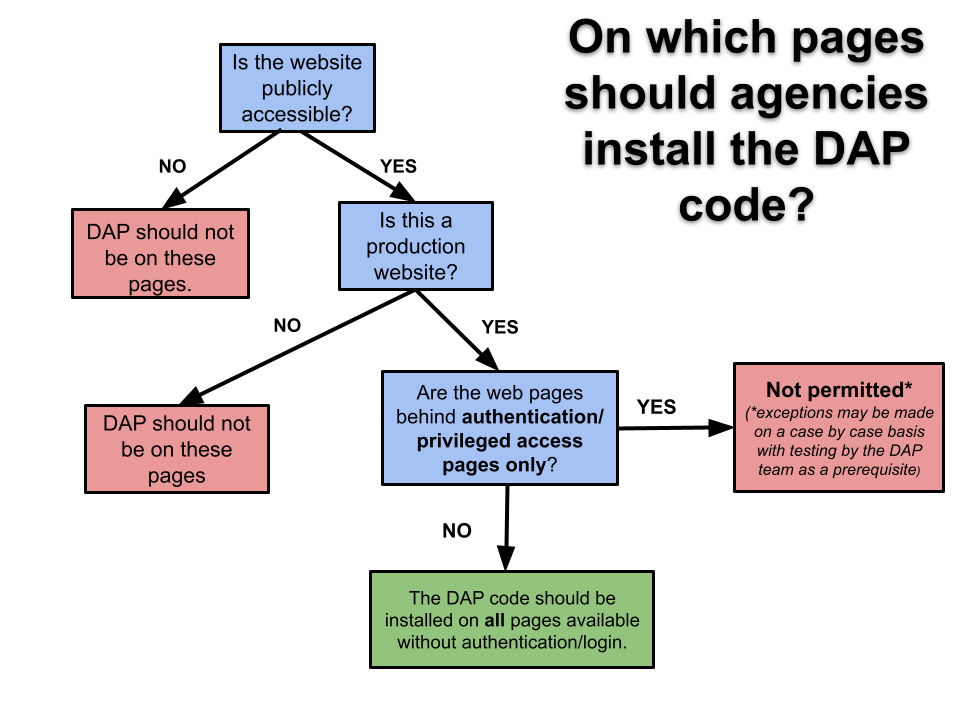 On which pages
should agencies
install the DAP
code?
Is the website
publicly
accessible?
NO
YES
DAP should not
be on these
pages.
Is this a
production
website?
NO
YES
DAP should not
be on these
pages
Are the web pages
behind authentication/
privileged access
pages only?
YES
Not permitted*
(*exceptions may be made
on a case by case basis
with testing by the DAP
team as a prerequisite)
NO
The DAP code should be
installed on all pages available
without authentication/login.